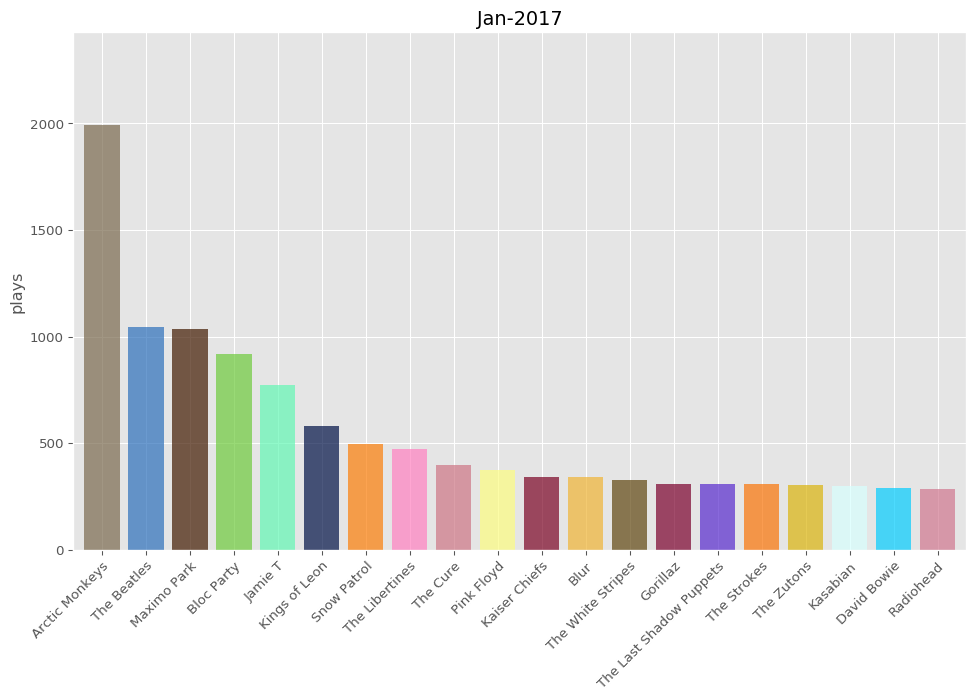 Jan-2017
plays
2000
1500
1000
500
0
Arctic Monkeys
The Beatles
Maximo Park
Bloc Party
Jamie T
Kings of Leon
Snow Patrol
The Libertines
The Cure
Pink Floyd
Kaiser Chiefs
Blur
The White Stripes
Gorillaz
The Last Shadow Puppets
The Strokes
The Zutons
Kasabian
David Bowie
Radiohead